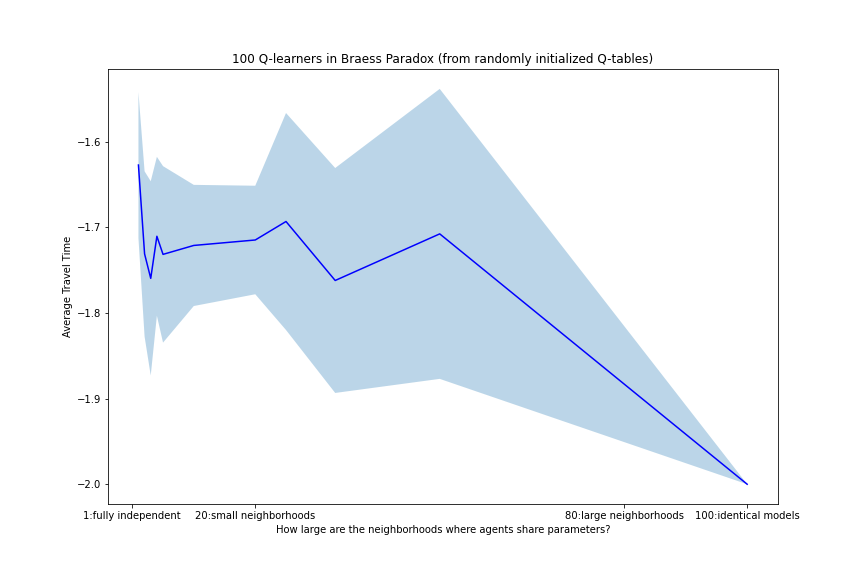 100 Q-learners in Braess Paradox (from randomly initialized Q-tables)
Average Travel Time
−1.6
−1.7
−1.8
−1.9
−2.0
1:fully independent 20:small neighborhoods 80:large neighborhoods 100:identical models
How large are the neighborhoods where agents share parameters?